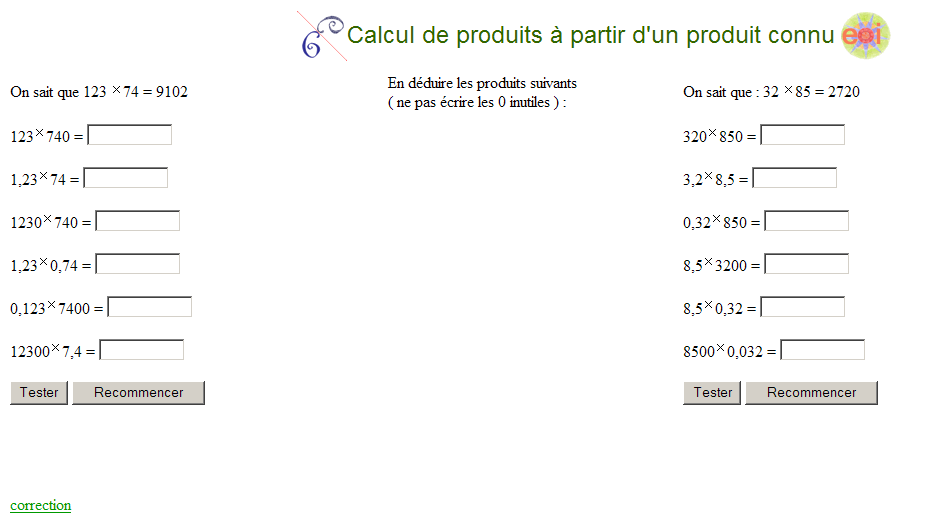 6e Calcul de produits à partir d'un produit connu eoi
On sait que 123 × 74 = 9102
123×740 =
1,23×74 =
1230×740 =
1,23×0,74 =
0,123×7400 =
12300×7,4 =
Tester Recommencer
En déduire les produits suivants
( ne pas écrire les 0 inutiles ) :
On sait que : 32 ×85 = 2720
320×850 =
3,2×8,5 =
0,32×850 =
8,5×3200 =
8,5×0,32 =
8500×0,032 =
Tester Recommencer
correction